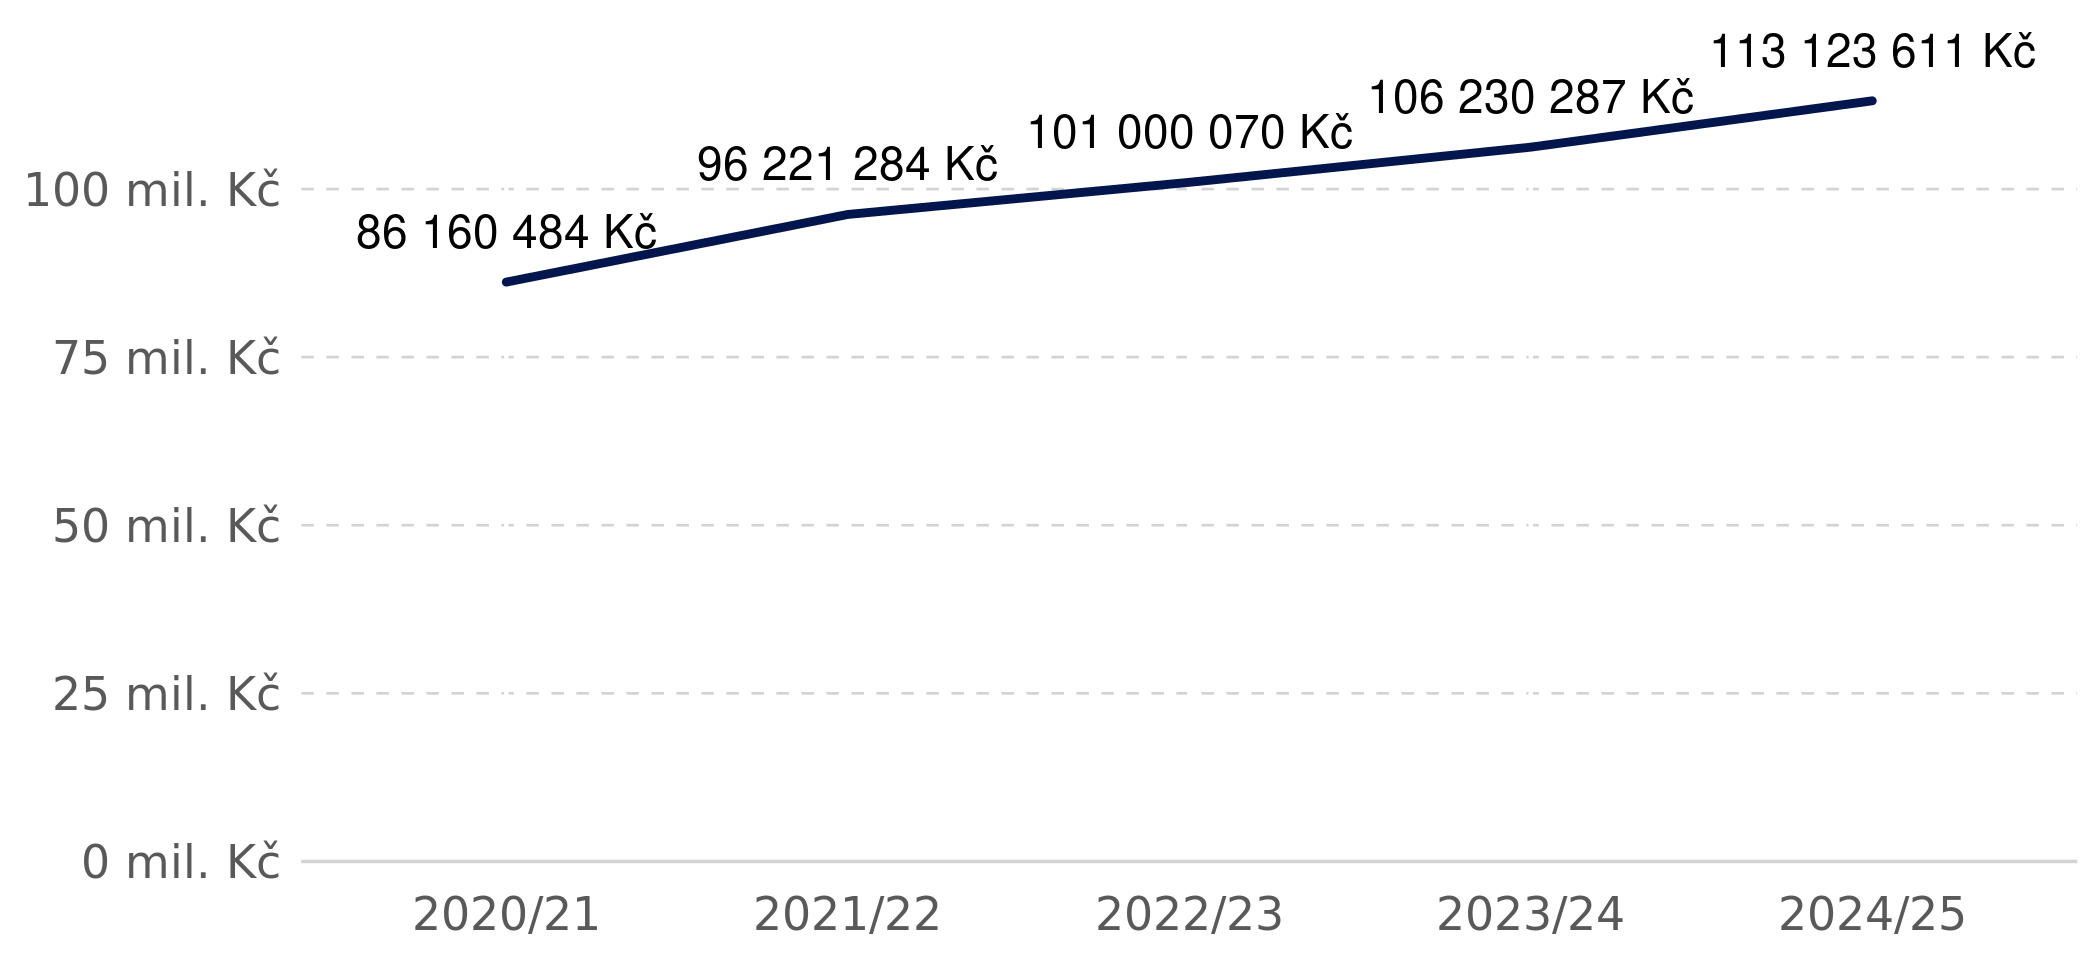 113 123 611 Kč
106 230 287 Kč
101 000 070 Kč
96 221 284 Kč
100 mil. Kč
86 160 484 Kč
75 mil. Kč
50 mil. Kč
25 mil. Kč
0 mil. Kč
2020/21 2021/22 2022/23 2023/24 2024/25